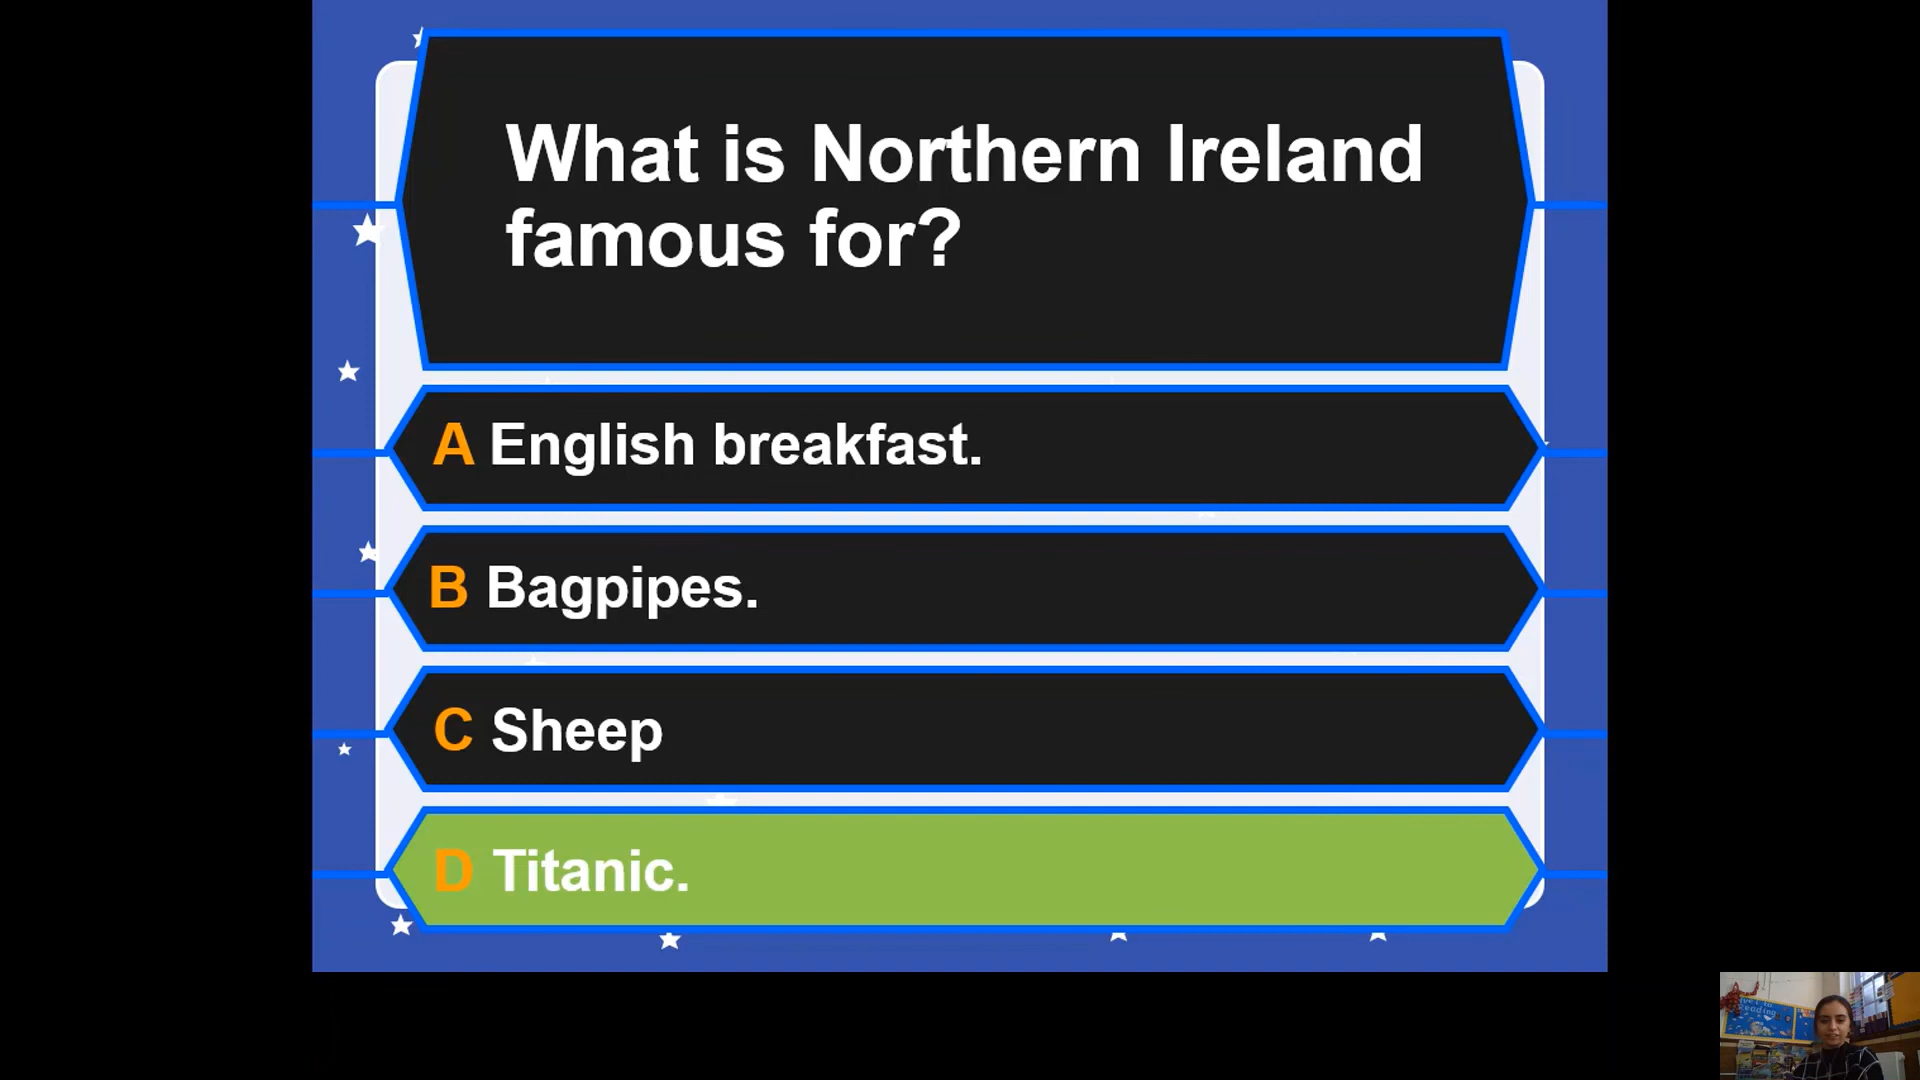 What is Northern Ireland
famous for?
A English breakfast.
B Bagpipes.
C Sheep
D Titanic.